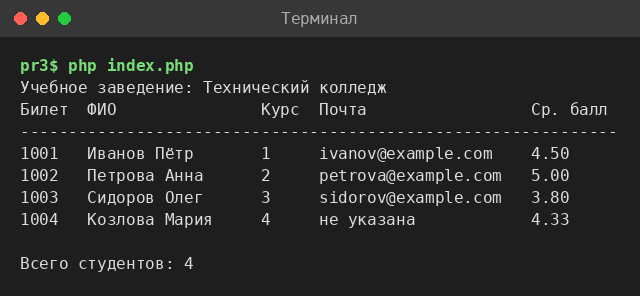 Терминал
pr3$ php index.php
Учебное заведение: Технический колледж
Билет  ФИО               Курс  Почта                 Ср. балл
--------------------------------------------------------------
1001   Иванов Пётр       1     ivanov@example.com    4.50
1002   Петрова Анна      2     petrova@example.com   5.00
1003   Сидоров Олег      3     sidorov@example.com   3.80
1004   Козлова Мария     4     не указана            4.33
Всего студентов: 4